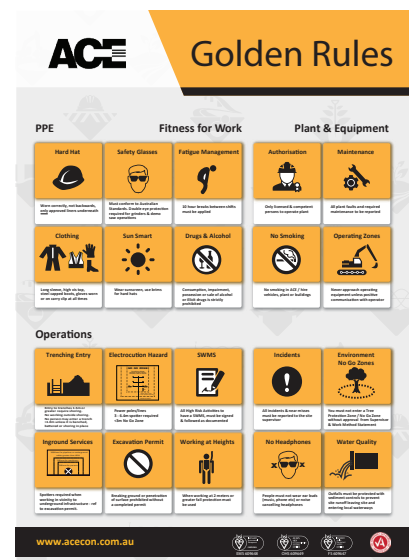 ACE
Golden Rules
PPE
Fitness for Work
Plant & Equipment
Hard Hat
Safety Glasses
Fatigue Management
Authorisation
Maintenance
Worn correctly, not backwards,
only approved liners underneath
Must conform to Australian
Standards. Double eye protection
required for grinders & demo
saw operations
10 hour breaks between shifts
must be applied
Only licensed & competent
persons to operate plant
All plant faults and required
maintenance to be reported
Clothing
Sun Smart
Drugs & Alcohol
No Smoking
Operating Zones
Long sleeve, high vis top,
steel capped boots, gloves worn
or on carry clip at all times
Wear sunscreen, ace brims
for hard hats
Consumption, impairment,
possession or sale of alcohol
or illicit drugs is strictly
prohibited
No smoking in ACE / hire
vehicles, plant or buildings
Never approach operating
equipment unless positive
communication with operator
Operations
Trenching Entry
Electrocution Hazard
SWMS
Incidents
Environment
No Go Zones
Power poles/lines
3 - 6.4m spotter required
<3m No Go Zone
All High Risk Activities to
have a SWMS, must be signed
& followed as documented
All incidents & near-misses
must be reported to the site
supervisor
You must not enter a Tree
Protection Zone / No Go Zone
without approval from Supervisor
& Work Method Statement
Inground Services
Excavation Permit
Working at Heights
No Headphones
Water Quality
Spotters required when
working in vicinity to
underground infrastructure - ref
to excavation permit.
Breaking ground or penetration
of surface prohibited without
a completed permit
When working at 2 meters or
greater fall protection must
be used
People must not wear ear buds
(music, phone etc) or noise
cancelling headphones
Outfalls must be protected with
sediment controls to prevent
site runoff leaving site and
entering local waterways
www.acecon.com.au